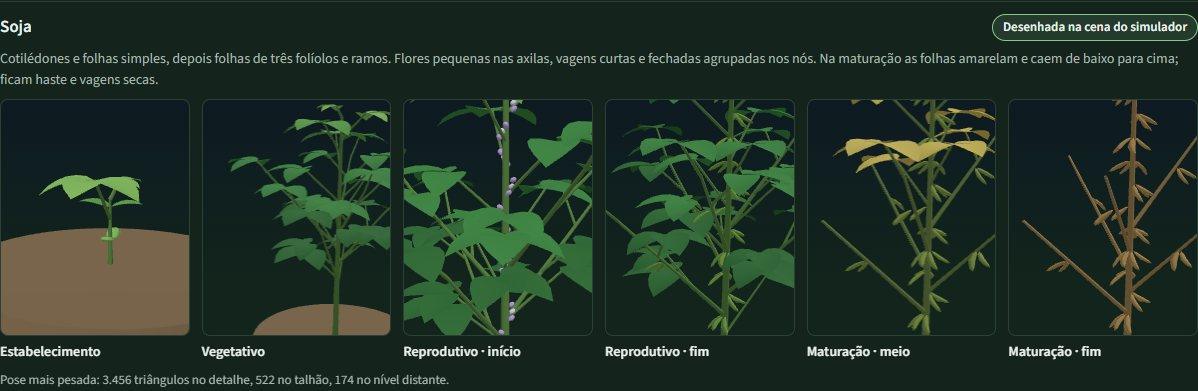 Soja
Desenhada na cena do simulador
Cotilédones e folhas simples, depois folhas de três folíolos e ramos. Flores pequenas nas axilas, vagens curtas e fechadas agrupadas nos nós. Na maturação as folhas amarelam e caem de baixo para cima;
ficam haste e vagens secas.
Estabelecimento
Vegetativo
Reprodutivo · início
Reprodutivo · fim
Maturação · meio
Maturação · fim
Pose mais pesada: 3.456 triângulos no detalhe, 522 no talhão, 174 no nível distante.